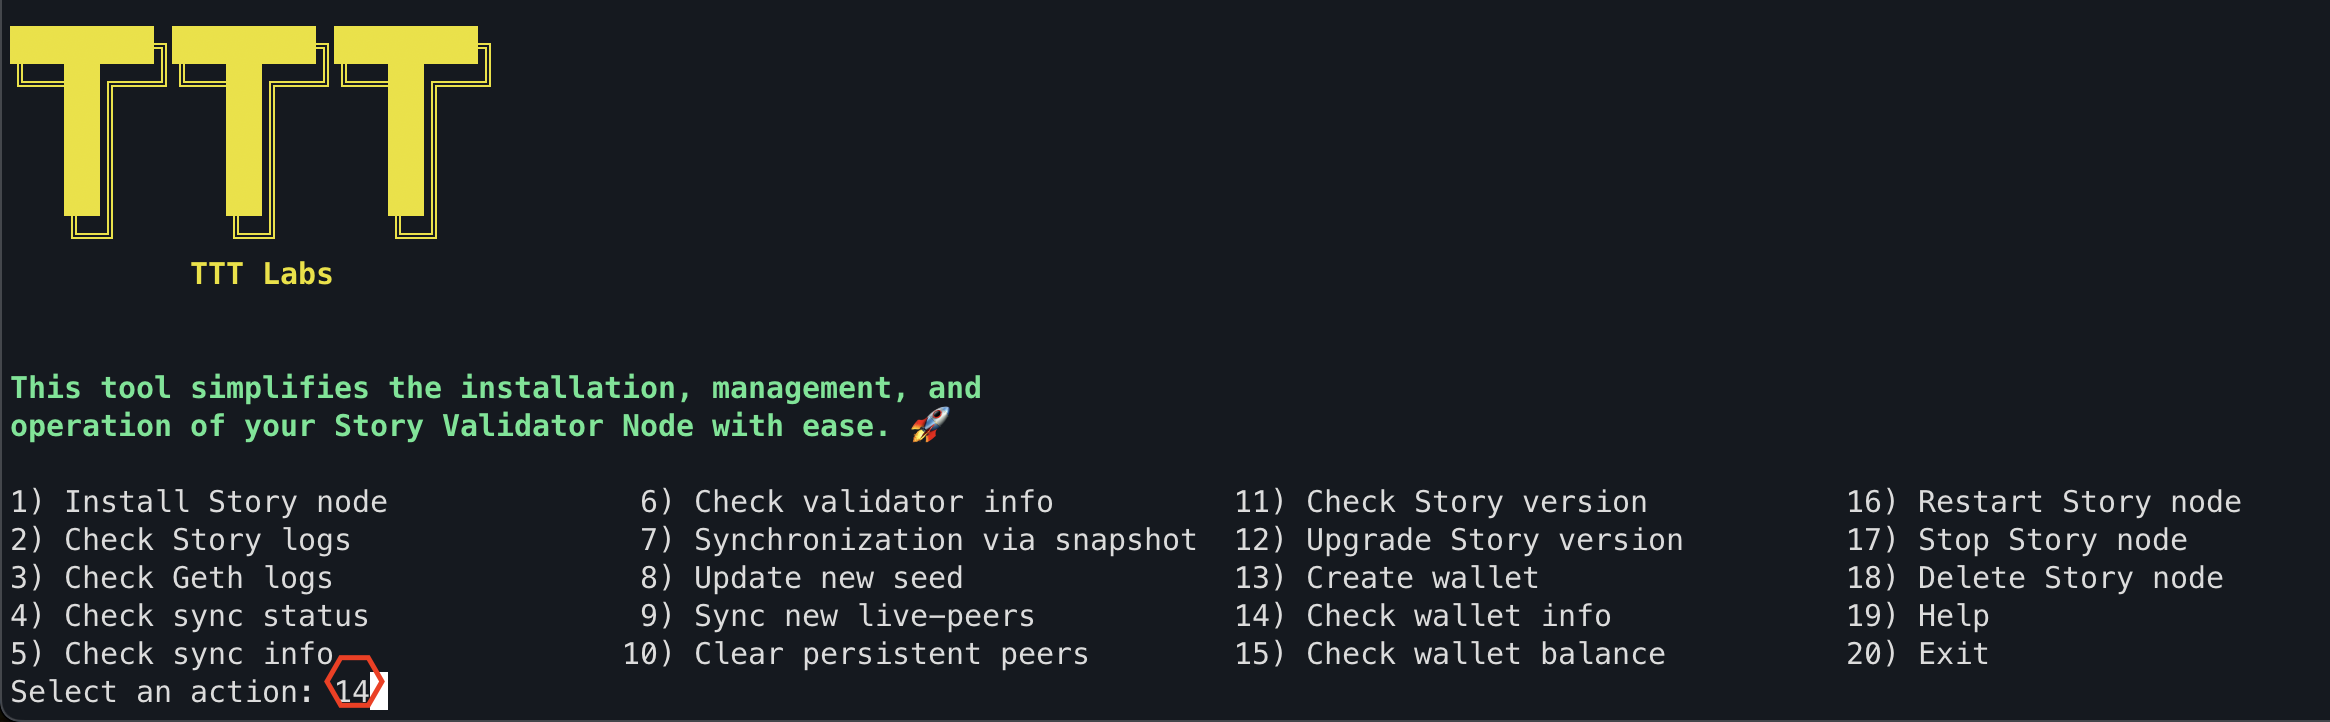 TTT
TTT Labs
This tool simplifies the installation, management, and
operation of your Story Validator Node with ease. 🚀
1) Install Story node 6) Check validator info 11) Check Story version 16) Restart Story node
2) Check Story logs 7) Synchronization via snapshot 12) Upgrade Story version 17) Stop Story node
3) Check Geth logs 8) Update new seed 13) Create wallet 18) Delete Story node
4) Check sync status 9) Sync new live-peers 14) Check wallet info 19) Help
5) Check sync info 10) Clear persistent peers 15) Check wallet balance 20) Exit
Select an action: 14